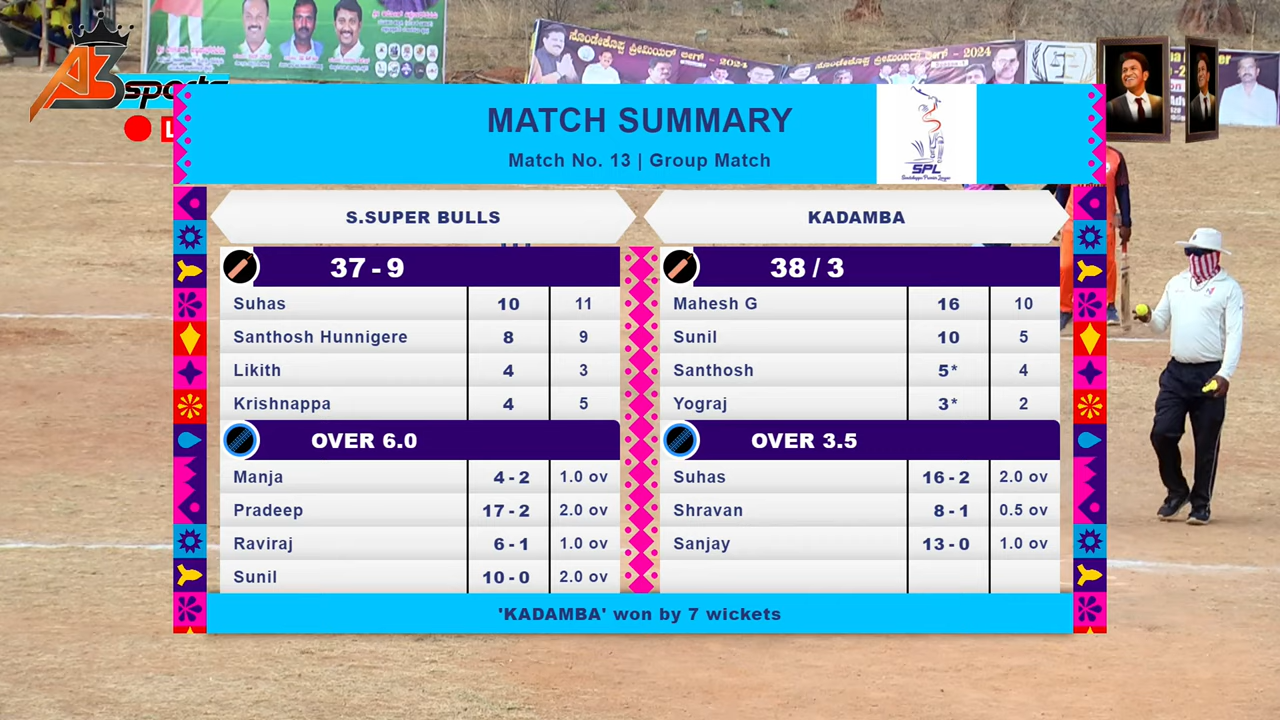 ಸೊಂಡೇಕೊಪ್ಪ ಪ್ರೀಮಿಯರ್ ಲೀಗ್ - 2024
A3
sports
MATCH SUMMARY
Match No. 13 | Group Match
SPL
S.SUPER BULLS
KADAMBA
37 - 9
38 / 3
Suhas 10 11
Mahesh G 16 10
Santhosh Hunnigere 8 9
Sunil 10 5
Likith 4 3
Santhosh 5* 4
Krishnappa 4 5
Yograj 3* 2
OVER 6.0
OVER 3.5
Manja 4 - 2 1.0 ov
Suhas 16 - 2 2.0 ov
Pradeep 17 - 2 2.0 ov
Shravan 8 - 1 0.5 ov
Raviraj 6 - 1 1.0 ov
Sanjay 13 - 0 1.0 ov
Sunil 10 - 0 2.0 ov
'KADAMBA' won by 7 wickets